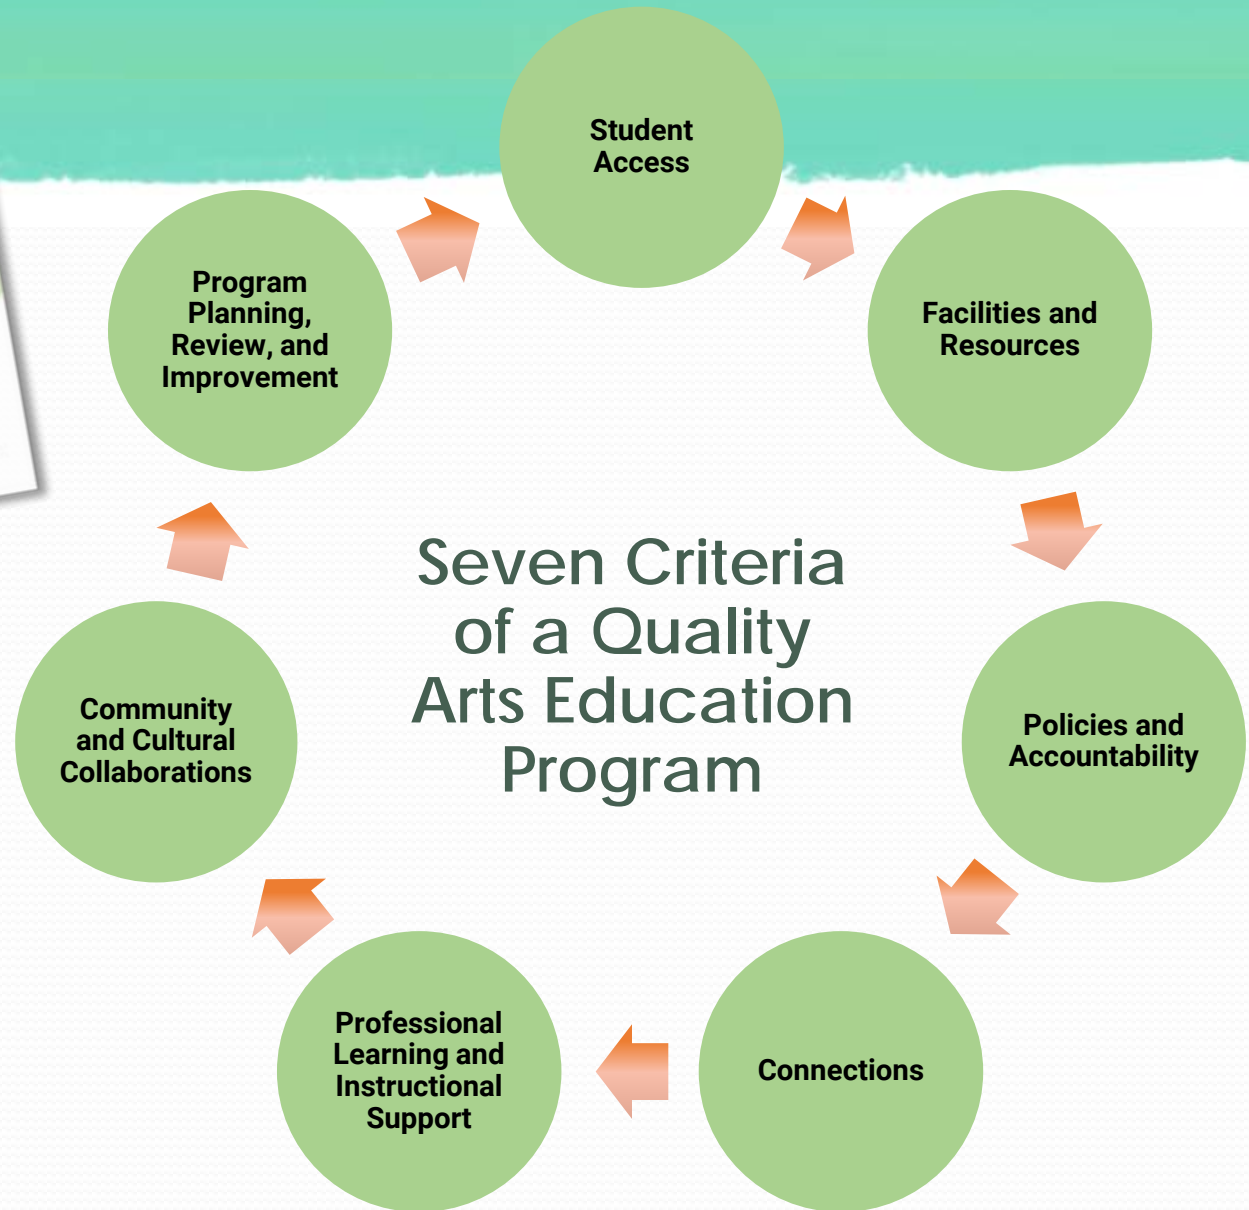 Student
Access
Facilities and
Resources
Policies and
Accountability
Connections
Professional
Learning and
Instructional
Support
Community
and Cultural
Collaborations
Program
Planning,
Review, and
Improvement
Seven Criteria
of a Quality
Arts Education
Program